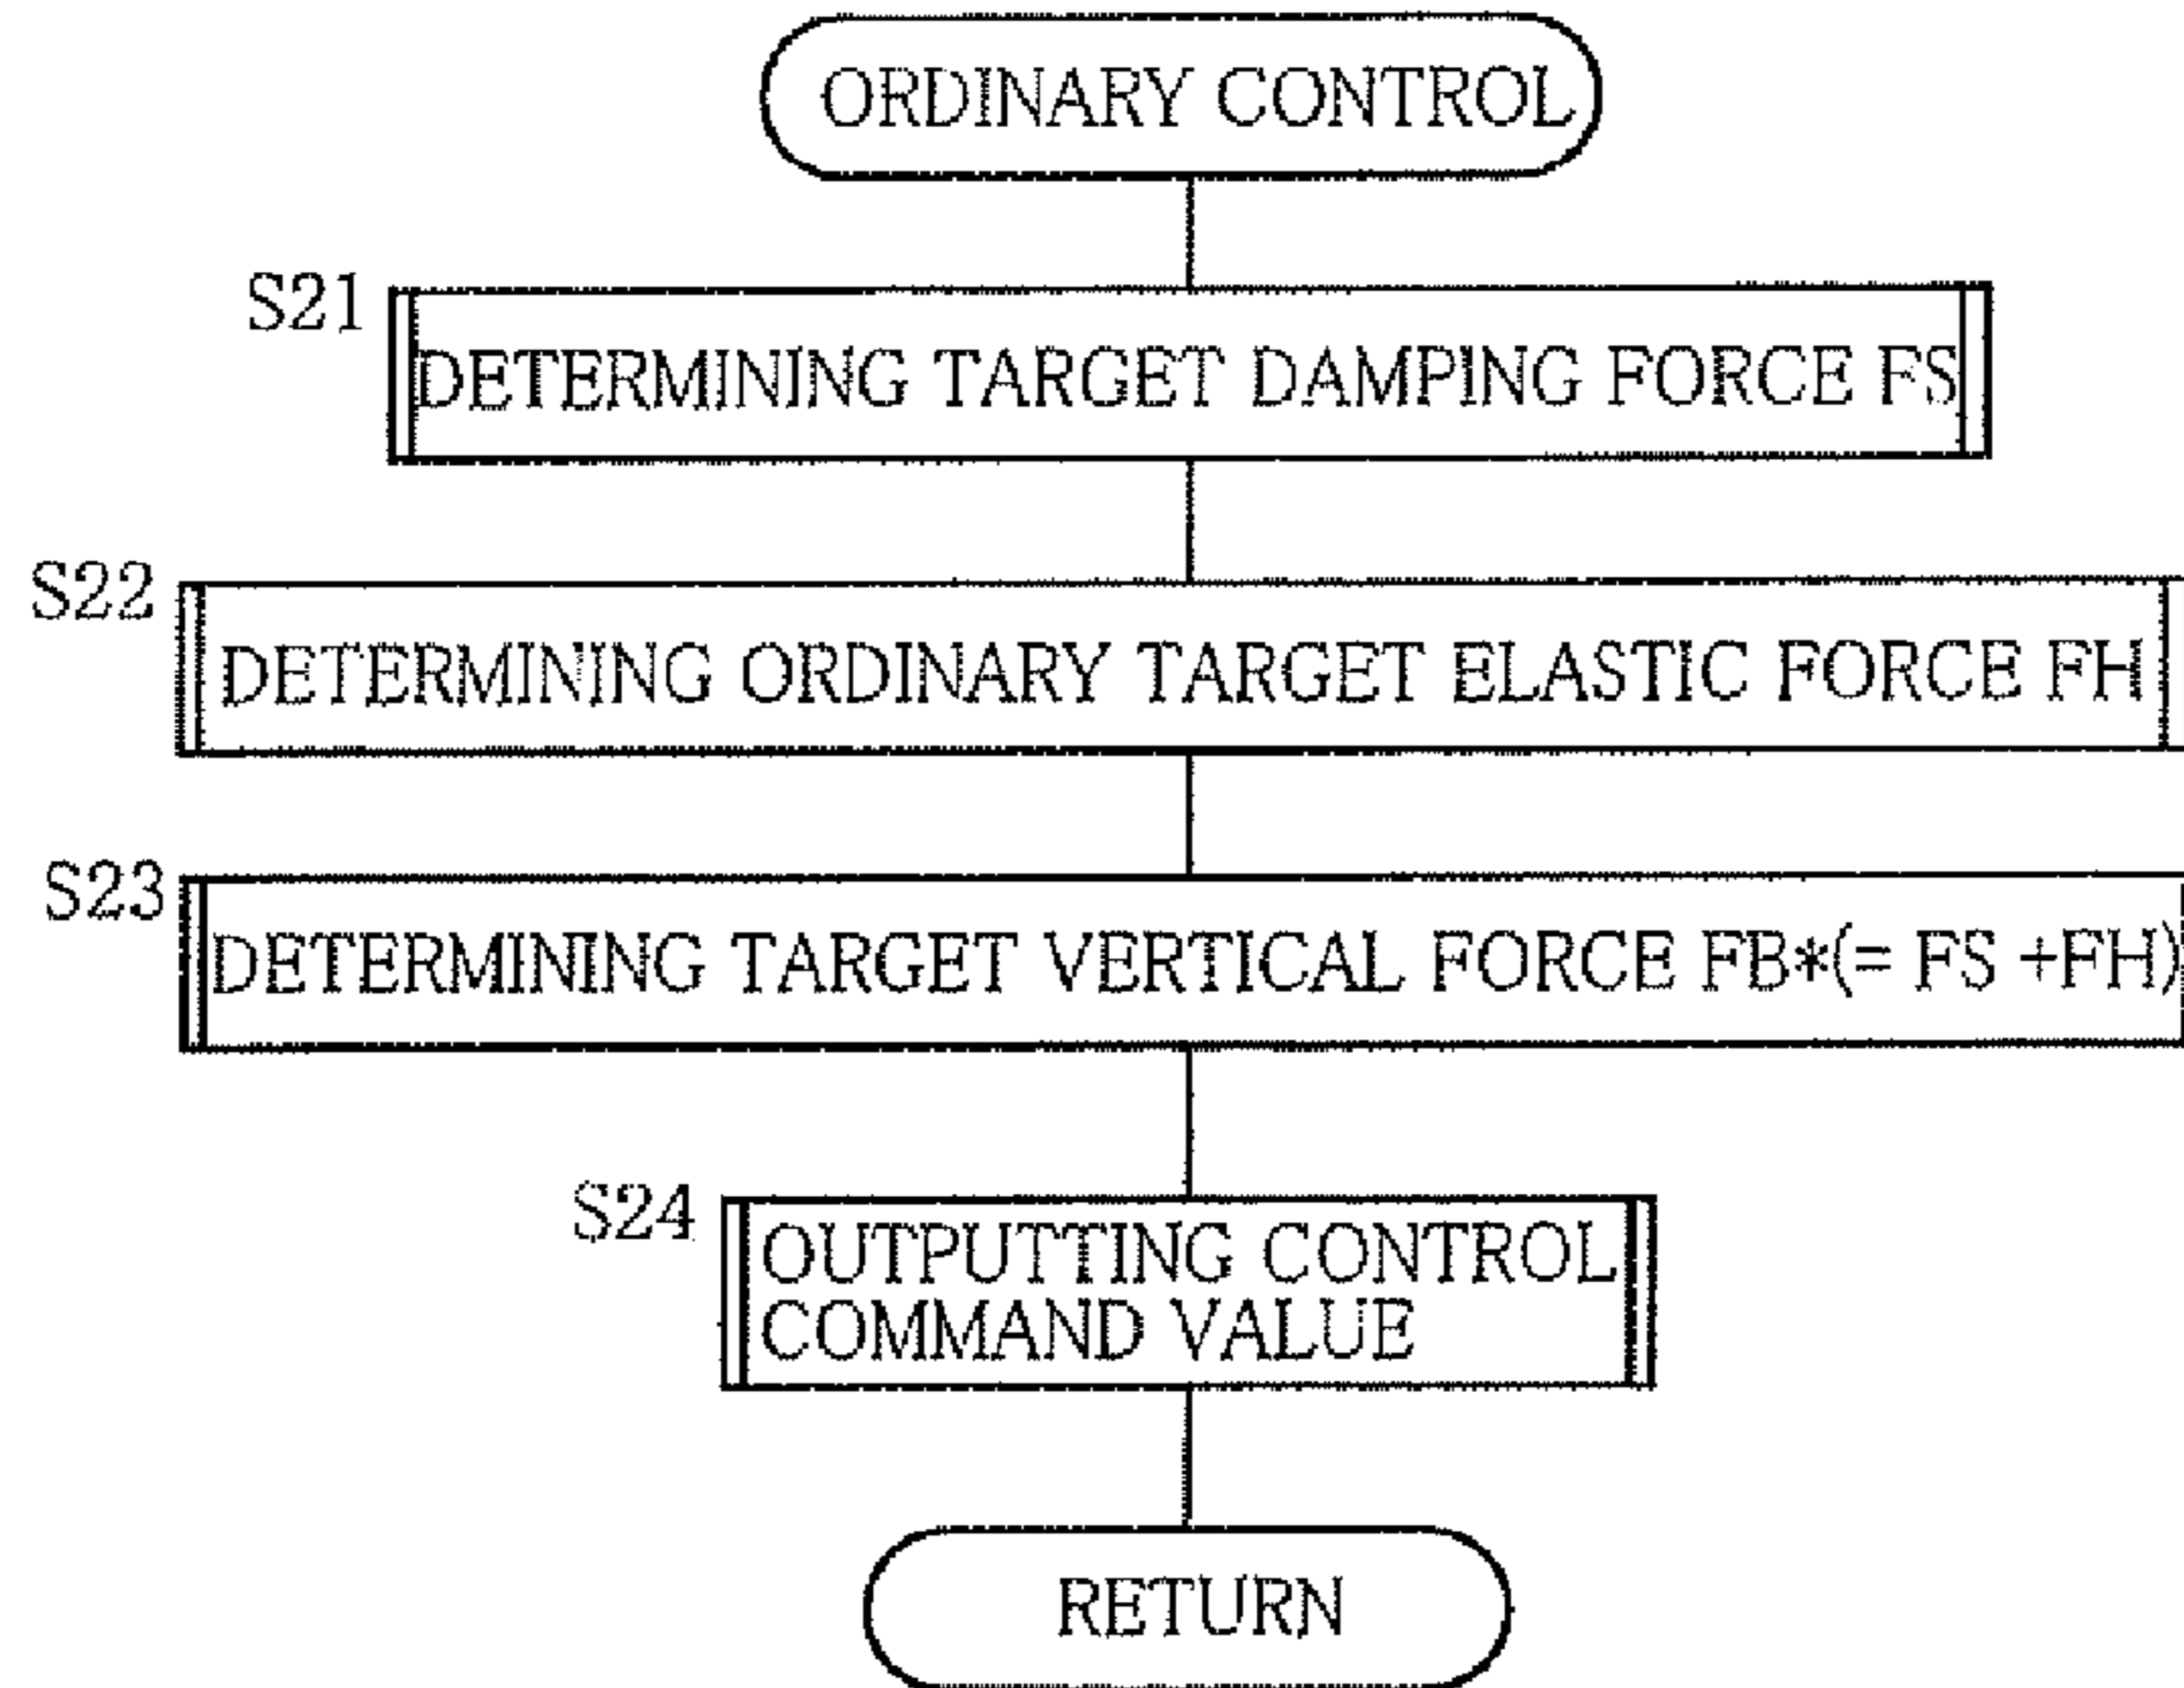 ORDINARY CONTROL
S21
DETERMINING TARGET DAMPING FORCE FS
S22
DETERMINING ORDINARY TARGET ELASTIC FORCE FH
S23
DETERMINING TARGET VERTICAL FORCE FB*(= FS +FH)
S24
OUTPUTTING CONTROL
COMMAND VALUE
RETURN